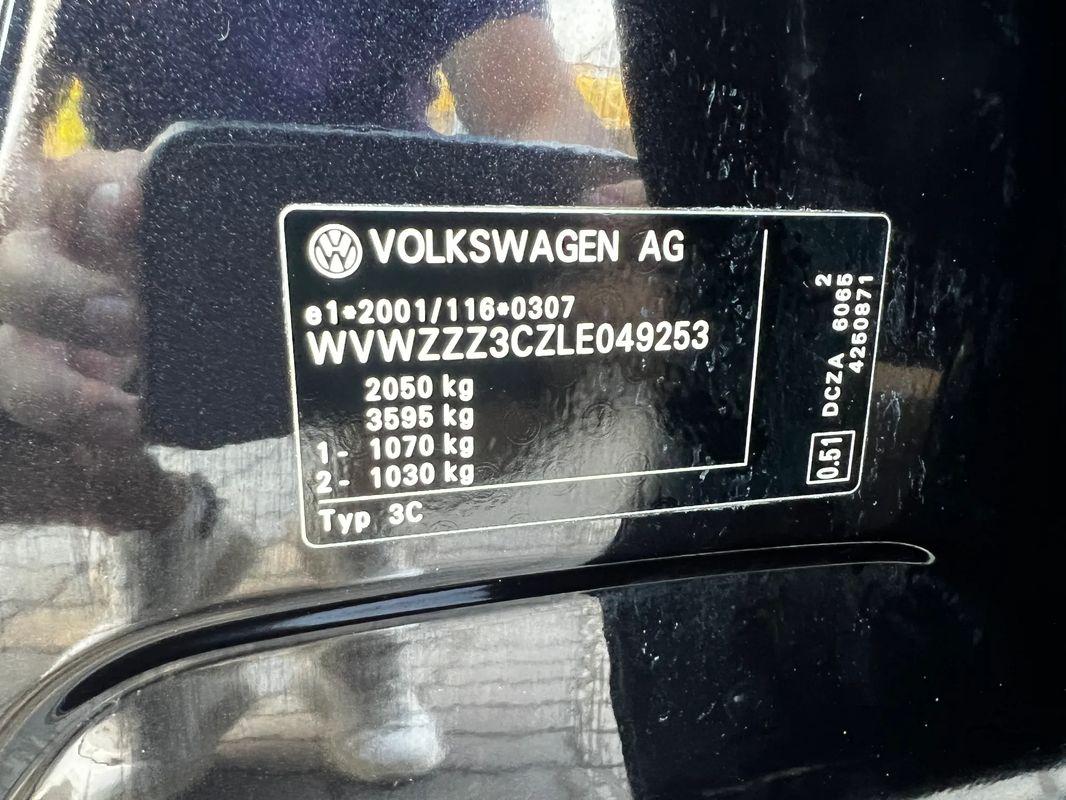 VOLKSWAGEN AG
e1*2001/116*0307
WVWZZZ3CZLE049253
2050 kg
3595 kg
1- 1070 kg
2- 1030 kg
Typ 3C
0.51
DCZA 6065 2
4250871